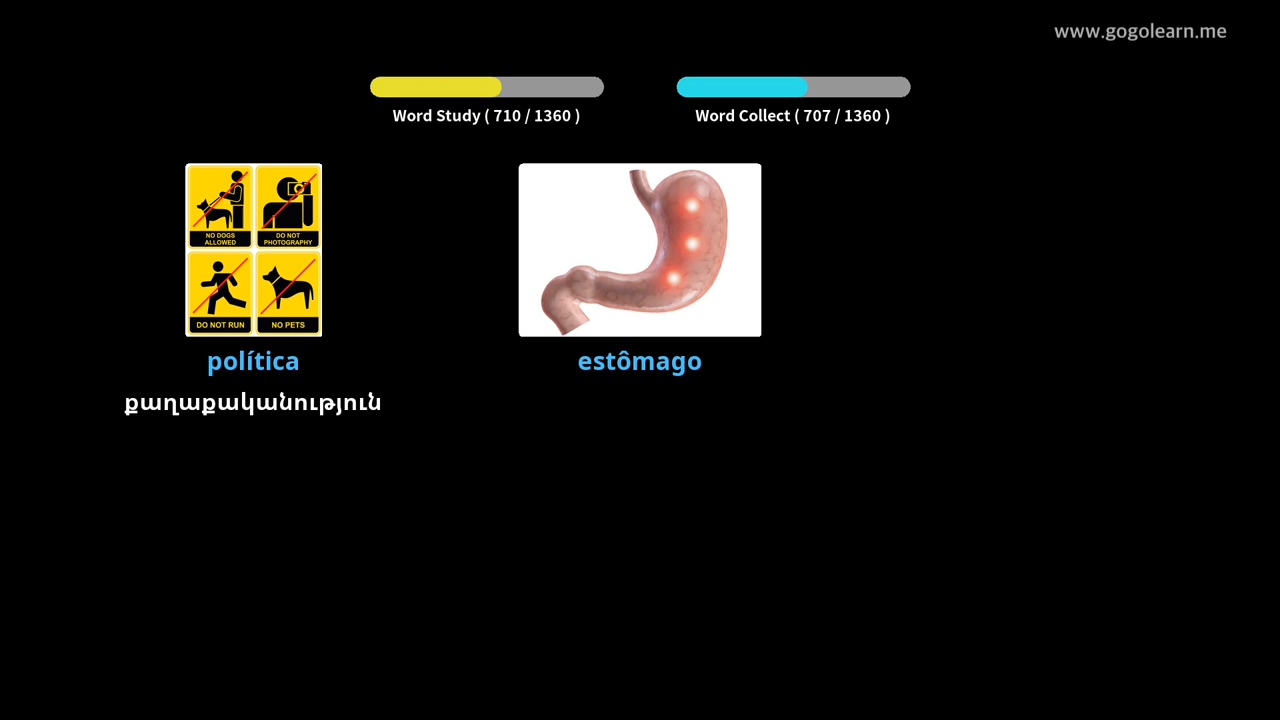 www.gogolearn.me
Word Study ( 710 / 1360 )
Word Collect ( 707 / 1360 )
NO DOGS
ALLOWED
DO NOT
PHOTOGRAPHY
DO NOT RUN
NO PETS
política
estômago
քաղաքականություն